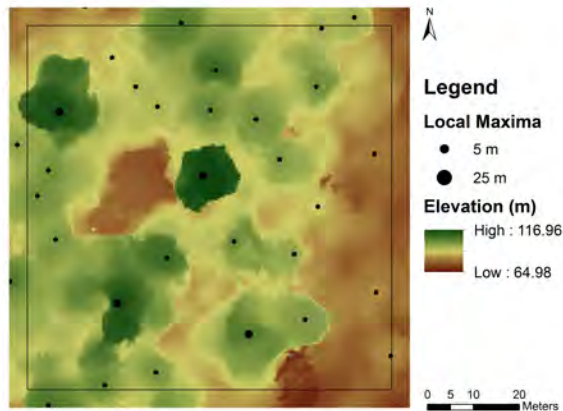 N
Legend
Local Maxima
5 m
25 m
Elevation (m)
High : 116.96
Low : 64.98
0 5 10 20
Meters